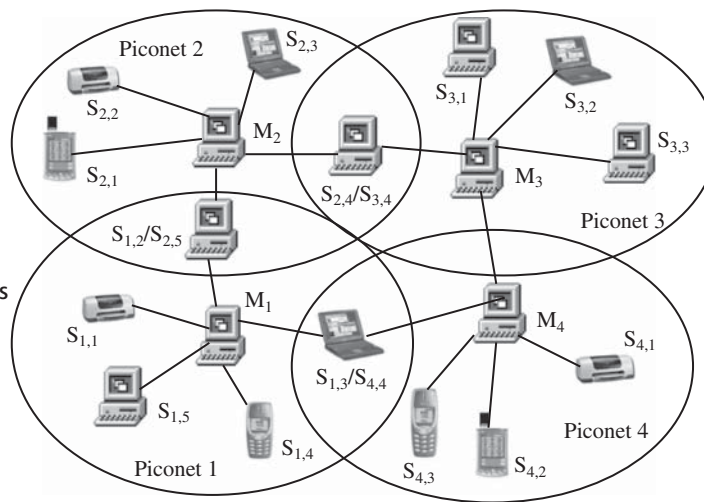 Piconet 2
S2,3
S3,1
Piconet 3
S2,2
S3,2
S2,1
M2
S3,3
S2,4/S3,4
M3
S1,2/S2,5
s
M1
S1,1
M4
S4,1
S1,3/S4,4
S1,5
S1,4
Piconet 4
S4,3
S4,2
Piconet 1